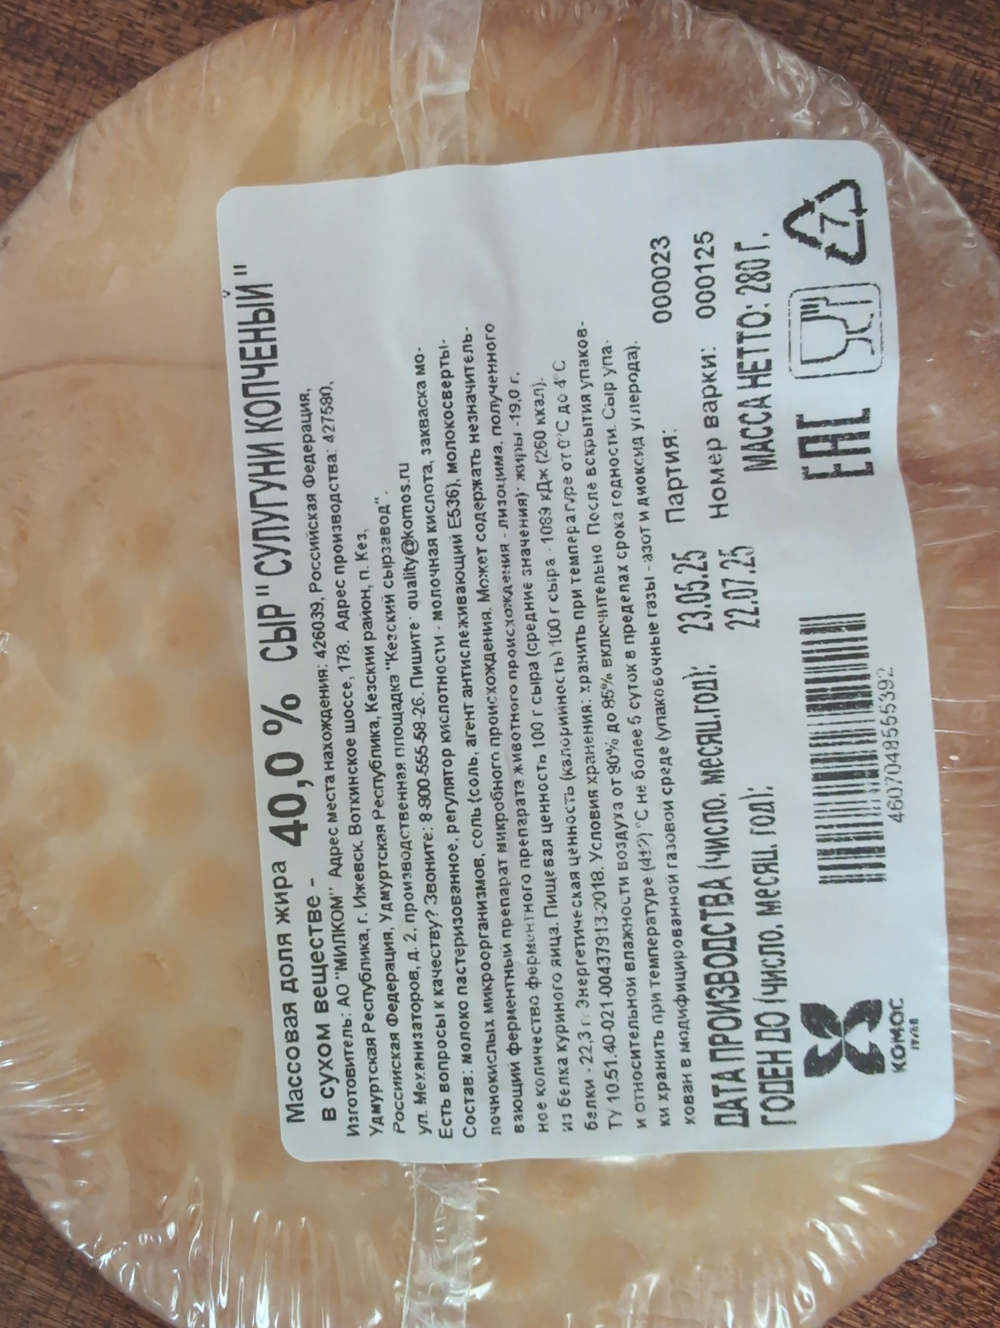 Массовая доля жира 40,0 % СЫР "СУЛУГУНИ КОПЧЕНЫЙ"
в сухом веществе -
Изготовитель: АО "МИЛКОМ" Адрес места нахождения: 426039, Российская Федерация,
Удмуртская Республика, г. Ижевск, Воткинское шоссе, 178. Адрес производства: 427580,
Российская Федерация, Удмуртская Республика, Кезский район, п. Кез,
ул. Механизаторов, д. 2, производственная площадка "Кезский сырзавод".
Есть вопросы к качеству? Звоните: 8-800-555-58-26. Пишите: quality@komos.ru
Состав: молоко пастеризованное, регулятор кислотности - молочная кислота, закваска мо-
лочнокислых микроорганизмов, соль (соль, агент антислеживающий Е536), молокосверты-
вающий ферментный препарат микробного происхождения. Может содержать незначитель-
ное количество ферментного препарата животного происхождения - лизоцима, полученного
из белка куриного яйца. Пищевая ценность 100 г сыра (средние значения): жиры -19,0 г,
белки - 22,3 г. Энергетическая ценность (калорийность) 100 г сыра - 1089 кДж (260 ккал).
ТУ 10.51.40-021-00437913-2018. Условия хранения: хранить при температуре от 0°С до 4°С
и относительной влажности воздуха от 80% до 85% включительно. После вскрытия упаков-
ки хранить при температуре (4±2) °С не более 5 суток в пределах срока годности. Сыр упа-
кован в модифицированной газовой среде (упаковочные газы - азот и диоксид углерода).
ДАТА ПРОИЗВОДСТВА (число, месяц, год): 23.05.25 Партия: 000023
ГОДЕН ДО (число, месяц, год): 22.07.25 Номер варки: 000125
МАССА НЕТТО: 280 Г.
КОМОС
ГРУПП
4607048555392
EAC
7